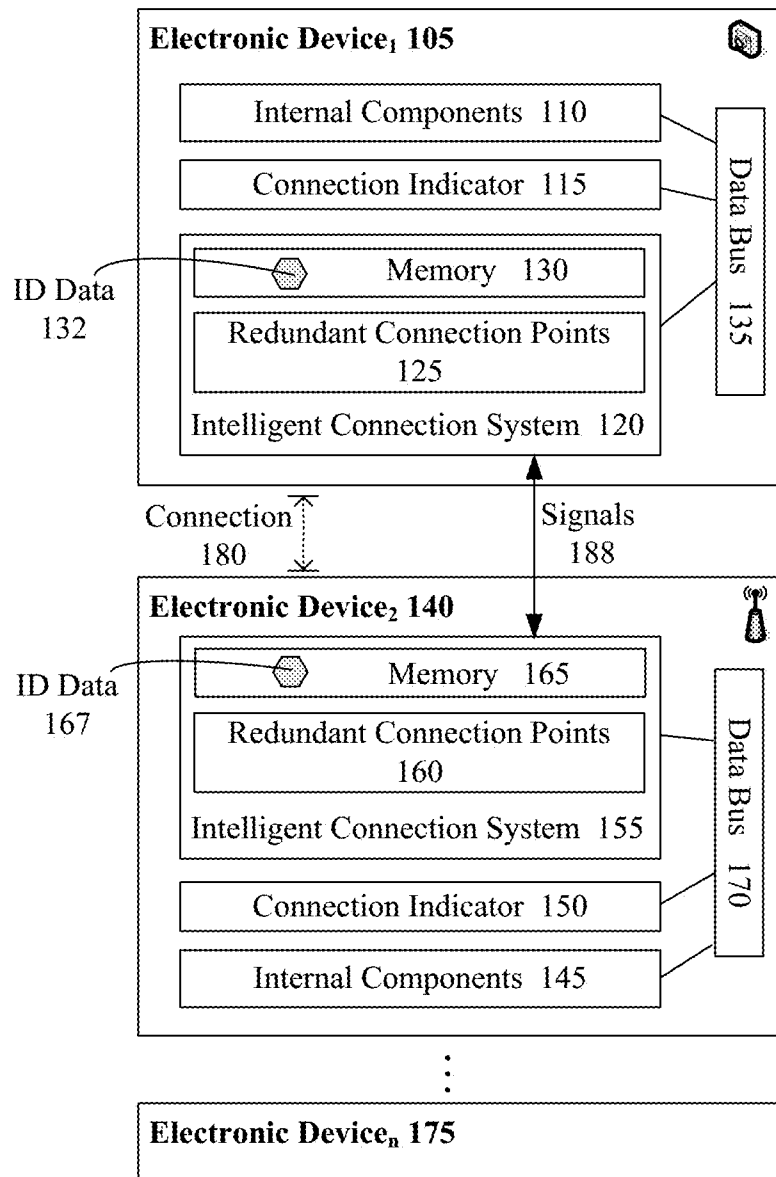 Electronic Device₁ 105
Internal Components 110
Connection Indicator 115
Data Bus 135
ID Data
132
Memory 130
Redundant Connection Points
125
Intelligent Connection System 120
Connection
180
Signals
188
Electronic Device₂ 140
ID Data
167
Memory 165
Redundant Connection Points
160
Intelligent Connection System 155
Data Bus 170
Connection Indicator 150
Internal Components 145
Electronic Deviceₙ 175